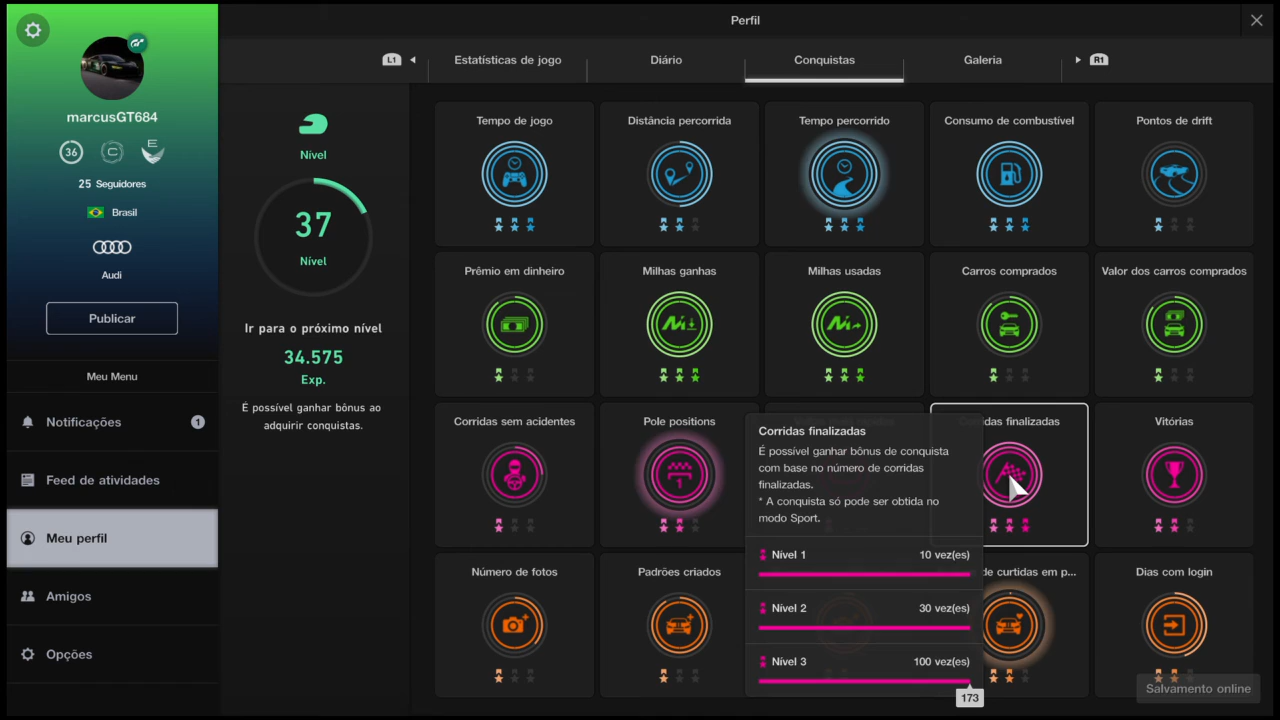 Perfil
marcusGT684
36
C
E
25 Seguidores
Brasil
Audi
Publicar
Meu Menu
Notificações
1
Feed de atividades
Meu perfil
Amigos
Opções
L1
Estatísticas de jogo
Diário
Conquistas
Galeria
R1
Nível
37
Nível
Ir para o próximo nível
34.575
Exp.
É possível ganhar bônus ao
adquirir conquistas.
Tempo de jogo
Distância percorrida
Tempo percorrido
Consumo de combustível
Pontos de drift
Prêmio em dinheiro
Milhas ganhas
Milhas usadas
Carros comprados
Valor dos carros comprados
Corridas sem acidentes
Pole positions
1
Corridas finalizadas
Vitórias
Corridas finalizadas
É possível ganhar bônus de conquista
com base no número de corridas
finalizadas.
* A conquista só pode ser obtida no
modo Sport.
Nível 1
10 vez(es)
Nível 2
30 vez(es)
Nível 3
100 vez(es)
173
Número de fotos
Padrões criados
de curtidas em p...
Dias com login
Salvamento online